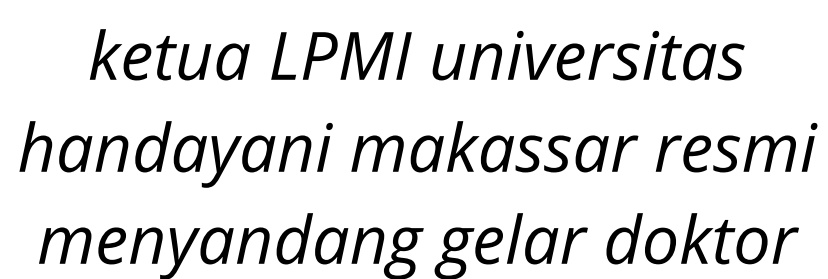 ketua LPMI universitas
handayani makassar resmi
menyandang gelar doktor